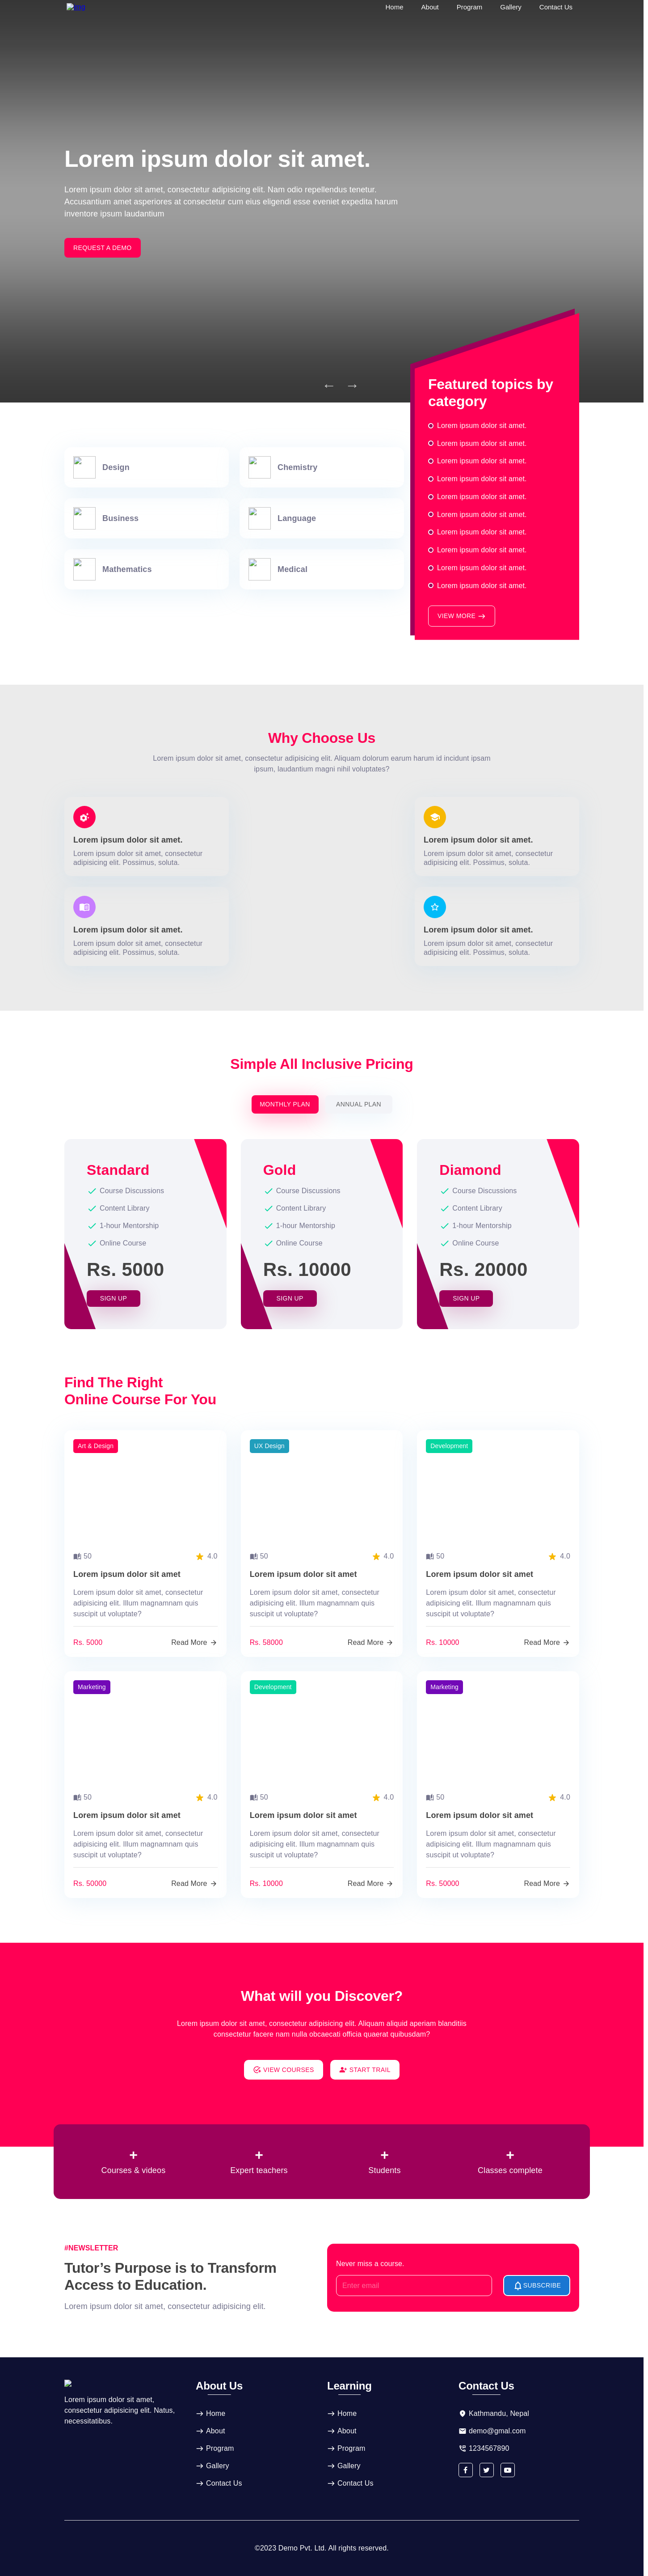 Home About Program Gallery Contact Us
Lorem ipsum dolor sit amet.
Lorem ipsum dolor sit amet, consectetur adipisicing elit. Nam odio repellendus tenetur.
Accusantium amet asperiores at consectetur cum eius eligendi esse eveniet expedita harum
inventore ipsum laudantium
REQUEST A DEMO
← →
Featured topics by
category
Lorem ipsum dolor sit amet.
Lorem ipsum dolor sit amet.
Lorem ipsum dolor sit amet.
Lorem ipsum dolor sit amet.
Lorem ipsum dolor sit amet.
Lorem ipsum dolor sit amet.
Lorem ipsum dolor sit amet.
Lorem ipsum dolor sit amet.
Lorem ipsum dolor sit amet.
Lorem ipsum dolor sit amet.
VIEW MORE
Design
Chemistry
Business
Language
Mathematics
Medical
Why Choose Us
Lorem ipsum dolor sit amet, consectetur adipisicing elit. Aliquam dolorum earum harum id incidunt ipsam
ipsum, laudantium magni nihil voluptates?
Lorem ipsum dolor sit amet.
Lorem ipsum dolor sit amet, consectetur
adipisicing elit. Possimus, soluta.
Lorem ipsum dolor sit amet.
Lorem ipsum dolor sit amet, consectetur
adipisicing elit. Possimus, soluta.
Lorem ipsum dolor sit amet.
Lorem ipsum dolor sit amet, consectetur
adipisicing elit. Possimus, soluta.
Lorem ipsum dolor sit amet.
Lorem ipsum dolor sit amet, consectetur
adipisicing elit. Possimus, soluta.
Simple All Inclusive Pricing
MONTHLY PLAN
ANNUAL PLAN
Standard
Course Discussions
Content Library
1-hour Mentorship
Online Course
Rs. 5000
SIGN UP
Gold
Course Discussions
Content Library
1-hour Mentorship
Online Course
Rs. 10000
SIGN UP
Diamond
Course Discussions
Content Library
1-hour Mentorship
Online Course
Rs. 20000
SIGN UP
Find The Right
Online Course For You
Art & Design
50 4.0
Lorem ipsum dolor sit amet
Lorem ipsum dolor sit amet, consectetur
adipisicing elit. Illum magnamnam quis
suscipit ut voluptate?
Rs. 5000 Read More
UX Design
50 4.0
Lorem ipsum dolor sit amet
Lorem ipsum dolor sit amet, consectetur
adipisicing elit. Illum magnamnam quis
suscipit ut voluptate?
Rs. 58000 Read More
Development
50 4.0
Lorem ipsum dolor sit amet
Lorem ipsum dolor sit amet, consectetur
adipisicing elit. Illum magnamnam quis
suscipit ut voluptate?
Rs. 10000 Read More
Marketing
50 4.0
Lorem ipsum dolor sit amet
Lorem ipsum dolor sit amet, consectetur
adipisicing elit. Illum magnamnam quis
suscipit ut voluptate?
Rs. 50000 Read More
Development
50 4.0
Lorem ipsum dolor sit amet
Lorem ipsum dolor sit amet, consectetur
adipisicing elit. Illum magnamnam quis
suscipit ut voluptate?
Rs. 10000 Read More
Marketing
50 4.0
Lorem ipsum dolor sit amet
Lorem ipsum dolor sit amet, consectetur
adipisicing elit. Illum magnamnam quis
suscipit ut voluptate?
Rs. 50000 Read More
What will you Discover?
Lorem ipsum dolor sit amet, consectetur adipisicing elit. Aliquam aliquid aperiam blanditiis
consectetur facere nam nulla obcaecati officia quaerat quibusdam?
VIEW COURSES
START TRAIL
+
Courses & videos
+
Expert teachers
+
Students
+
Classes complete
#NEWSLETTER
Tutor’s Purpose is to Transform
Access to Education.
Lorem ipsum dolor sit amet, consectetur adipisicing elit.
Never miss a course.
Enter email
SUBSCRIBE
Lorem ipsum dolor sit amet,
consectetur adipisicing elit. Natus,
necessitatibus.
About Us
Home
About
Program
Gallery
Contact Us
Learning
Home
About
Program
Gallery
Contact Us
Contact Us
Kathmandu, Nepal
demo@gmal.com
1234567890
©2023 Demo Pvt. Ltd. All rights reserved.